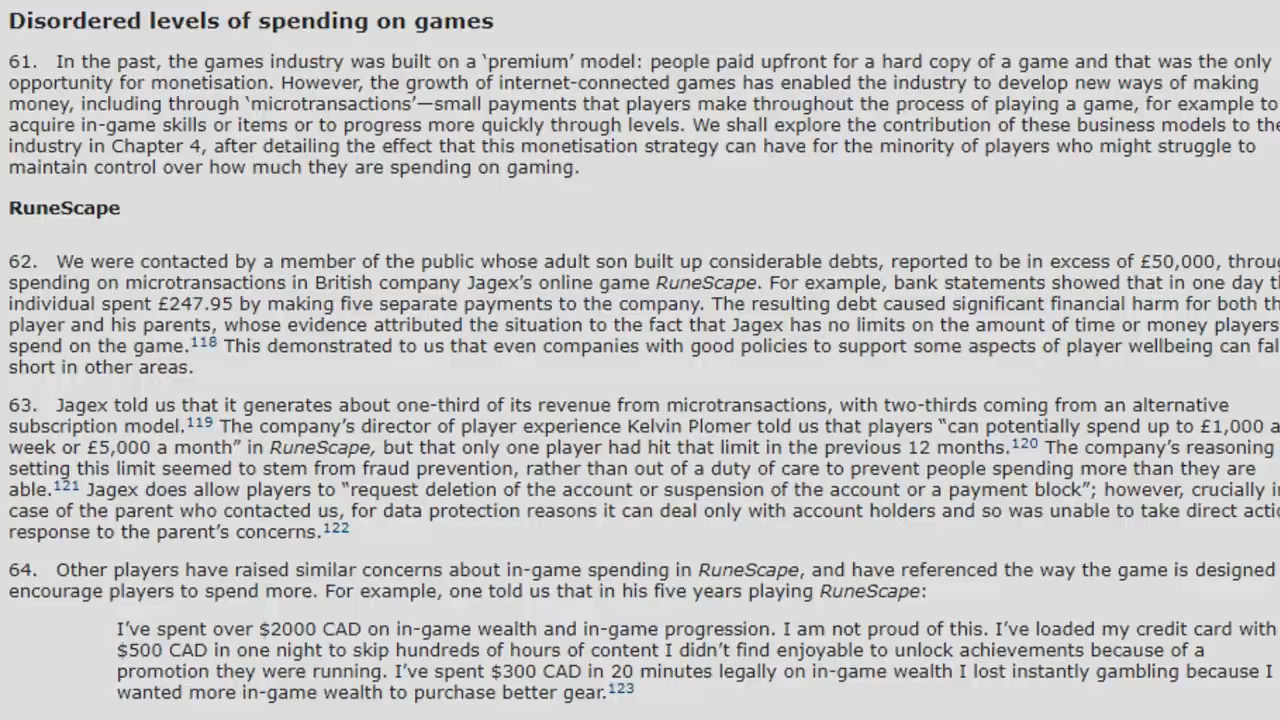 Disordered levels of spending on games
61. In the past, the games industry was built on a ‘premium’ model: people paid upfront for a hard copy of a game and that was the only
opportunity for monetisation. However, the growth of internet-connected games has enabled the industry to develop new ways of making
money, including through ‘microtransactions’—small payments that players make throughout the process of playing a game, for example to
acquire in-game skills or items or to progress more quickly through levels. We shall explore the contribution of these business models to the
industry in Chapter 4, after detailing the effect that this monetisation strategy can have for the minority of players who might struggle to
maintain control over how much they are spending on gaming.
RuneScape
62. We were contacted by a member of the public whose adult son built up considerable debts, reported to be in excess of £50,000, throu
spending on microtransactions in British company Jagex’s online game RuneScape. For example, bank statements showed that in one day t
individual spent £247.95 by making five separate payments to the company. The resulting debt caused significant financial harm for both th
player and his parents, whose evidence attributed the situation to the fact that Jagex has no limits on the amount of time or money players
spend on the game.118 This demonstrated to us that even companies with good policies to support some aspects of player wellbeing can fal
short in other areas.
63. Jagex told us that it generates about one-third of its revenue from microtransactions, with two-thirds coming from an alternative
subscription model.119 The company’s director of player experience Kelvin Plomer told us that players “can potentially spend up to £1,000 a
week or £5,000 a month” in RuneScape, but that only one player had hit that limit in the previous 12 months.120 The company’s reasoning
setting this limit seemed to stem from fraud prevention, rather than out of a duty of care to prevent people spending more than they are
able.121 Jagex does allow players to “request deletion of the account or suspension of the account or a payment block”; however, crucially i
case of the parent who contacted us, for data protection reasons it can deal only with account holders and so was unable to take direct actio
response to the parent’s concerns.122
64. Other players have raised similar concerns about in-game spending in RuneScape, and have referenced the way the game is designed
encourage players to spend more. For example, one told us that in his five years playing RuneScape:
I’ve spent over $2000 CAD on in-game wealth and in-game progression. I am not proud of this. I’ve loaded my credit card with
$500 CAD in one night to skip hundreds of hours of content I didn’t find enjoyable to unlock achievements because of a
promotion they were running. I’ve spent $300 CAD in 20 minutes legally on in-game wealth I lost instantly gambling because I
wanted more in-game wealth to purchase better gear.123